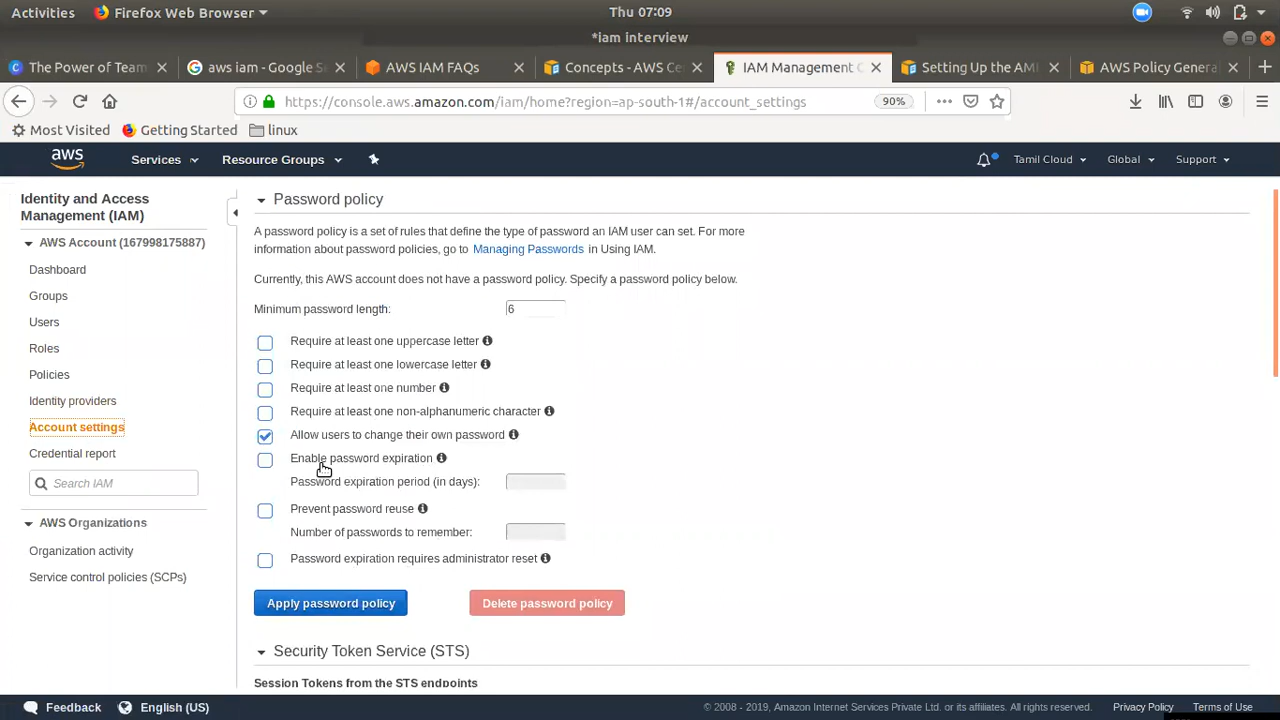 Activities
Firefox Web Browser
Thu 07:09
*iam interview
The Power of Team
aws iam - Google Se
AWS IAM FAQs
Concepts - AWS Ce
IAM Management C
Setting Up the AM
AWS Policy Genera
https://console.aws.amazon.com/iam/home?region=ap-south-1#/account_settings
90%
Most Visited
Getting Started
linux
aws
Services
Resource Groups
Tamil Cloud
Global
Support
Identity and Access
Management (IAM)
AWS Account (167998175887)
Dashboard
Groups
Users
Roles
Policies
Identity providers
Account settings
Credential report
Search IAM
AWS Organizations
Organization activity
Service control policies (SCPs)
Password policy
A password policy is a set of rules that define the type of password an IAM user can set. For more
information about password policies, go to Managing Passwords in Using IAM.
Currently, this AWS account does not have a password policy. Specify a password policy below.
Minimum password length: 6
Require at least one uppercase letter
Require at least one lowercase letter
Require at least one number
Require at least one non-alphanumeric character
Allow users to change their own password
Enable password expiration
Password expiration period (in days):
Prevent password reuse
Number of passwords to remember:
Password expiration requires administrator reset
Apply password policy
Delete password policy
Security Token Service (STS)
Session Tokens from the STS endpoints
Feedback
English (US)
© 2008 - 2019, Amazon Internet Services Private Ltd. or its affiliates. All rights reserved.
Privacy Policy
Terms of Use